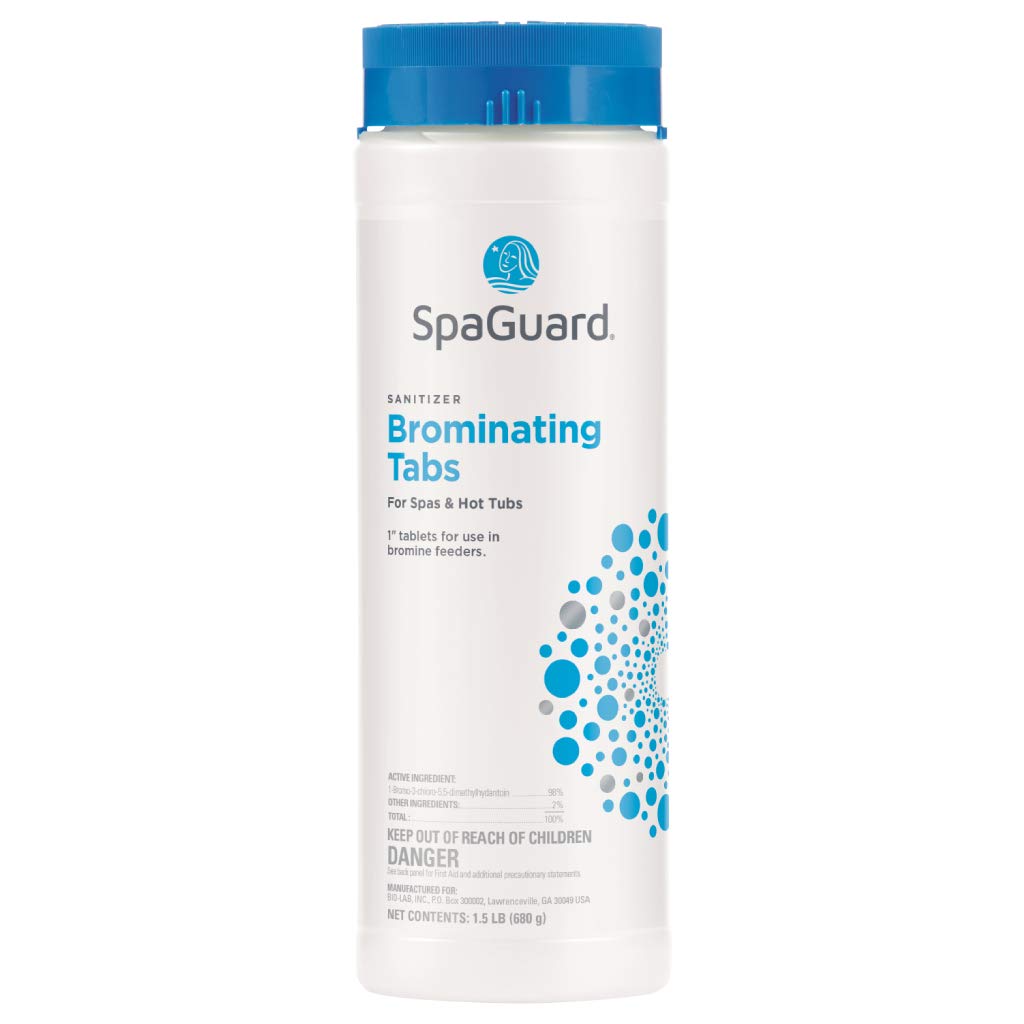 SpaGuard®
SANITIZER
Brominating
Tabs
For Spas & Hot Tubs
1" tablets for use in
bromine feeders.
ACTIVE INGREDIENT:
1-Bromo-3-chloro-5,5-dimethylhydantoin 98%
OTHER INGREDIENTS: 2%
TOTAL: 100%
KEEP OUT OF REACH OF CHILDREN
DANGER
See back panel for First Aid and additional precautionary statements
MANUFACTURED FOR:
BIO-LAB, INC., P.O. Box 300002, Lawrenceville, GA 30049 USA
NET CONTENTS: 1.5 LB (680 g)